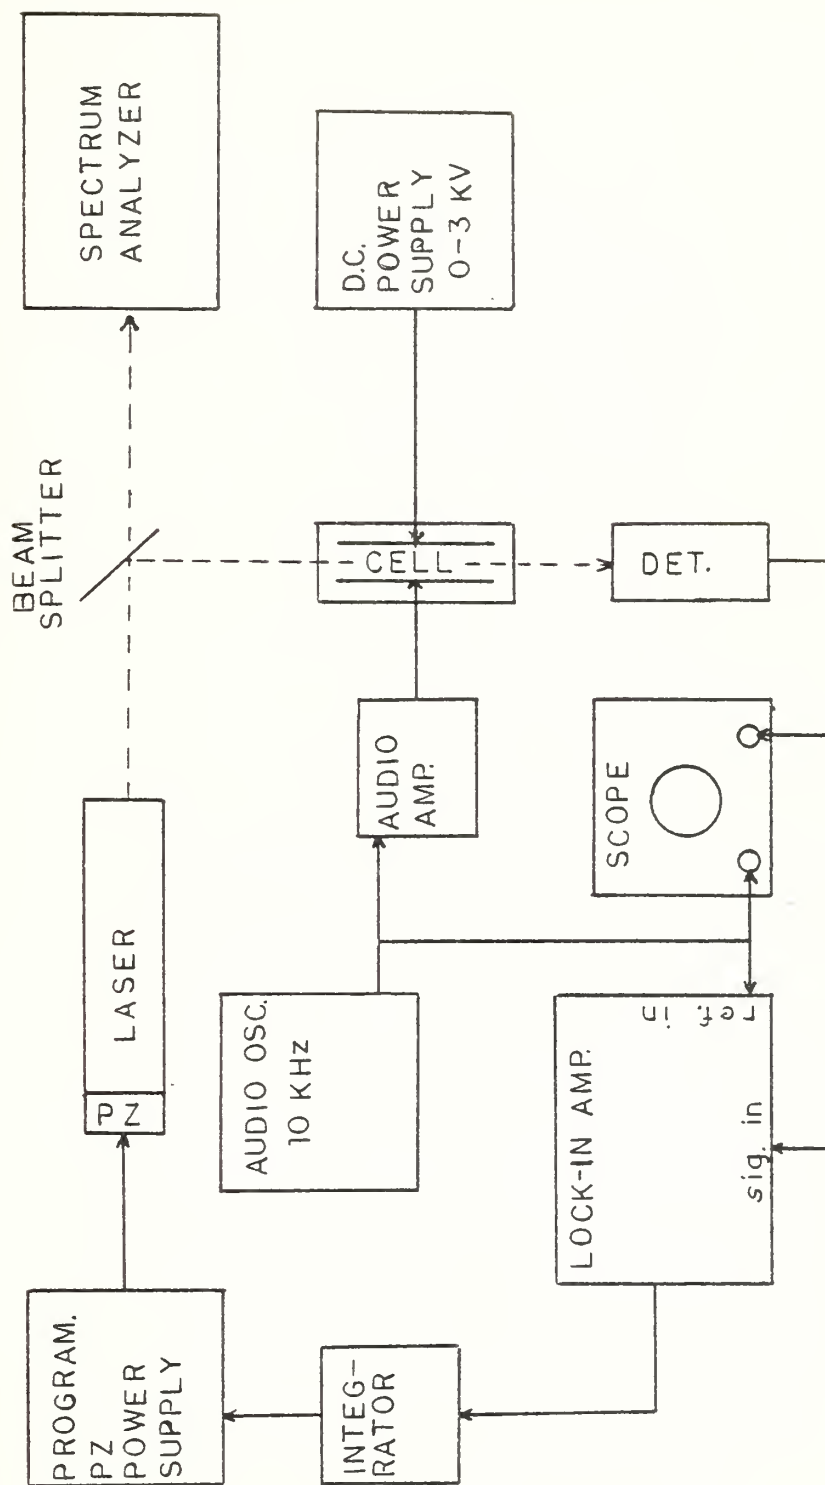 BEAM
SPLITTER
SPECTRUM
ANALYZER
LASER
PZ
PROGRAM.
PZ
POWER
SUPPLY
D.C.
POWER
SUPPLY
0-3 KV
CELL
AUDIO
AMP.
AUDIO OSC.
10 KHz
INTEG-
RATOR
DET.
SCOPE
LOCK-IN AMP.
ref. in
sig. in